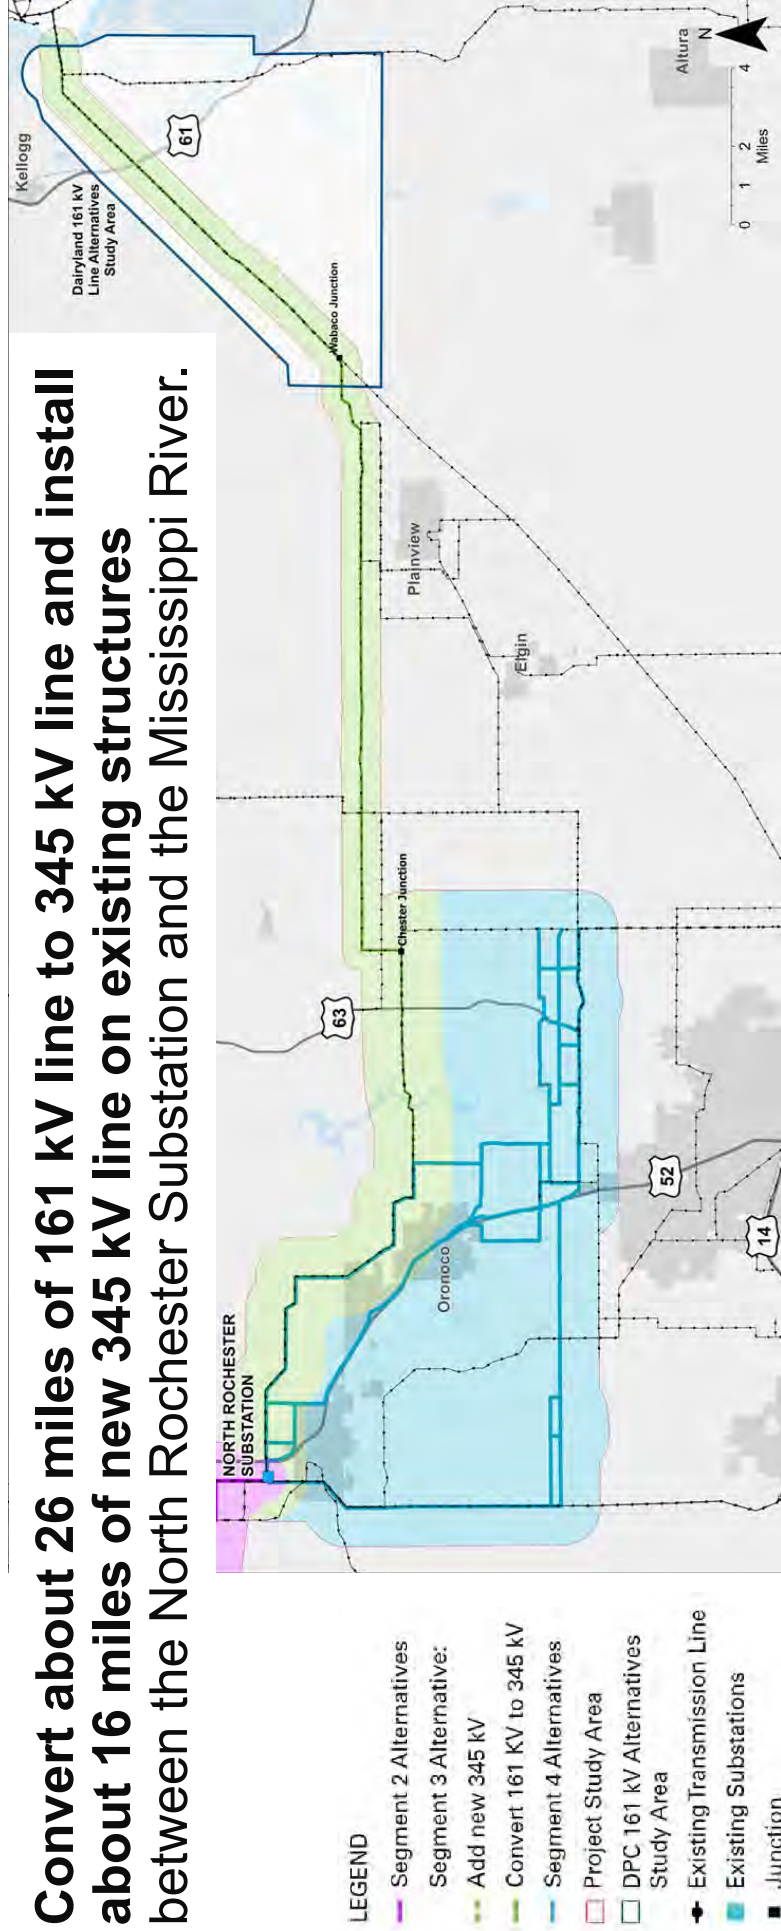 Convert about 26 miles of 161 kV line to 345 kV line and install
about 16 miles of new 345 kV line on existing structures
between the North Rochester Substation and the Mississippi River.
LEGEND
Segment 2 Alternatives
Segment 3 Alternative:
Add new 345 kV
Convert 161 KV to 345 kV
Segment 4 Alternatives
Project Study Area
DPC 161 kV Alternatives
Study Area
Existing Transmission Line
Existing Substations
Junction
NORTH ROCHESTER
SUBSTATION
Oronoco
63
52
14
Chester Junction
Elgin
Plainview
Wabaco Junction
Dairyland 161 kV
Line Alternatives
Study Area
Kellogg
61
Altura
N
0 1 2 4
Miles